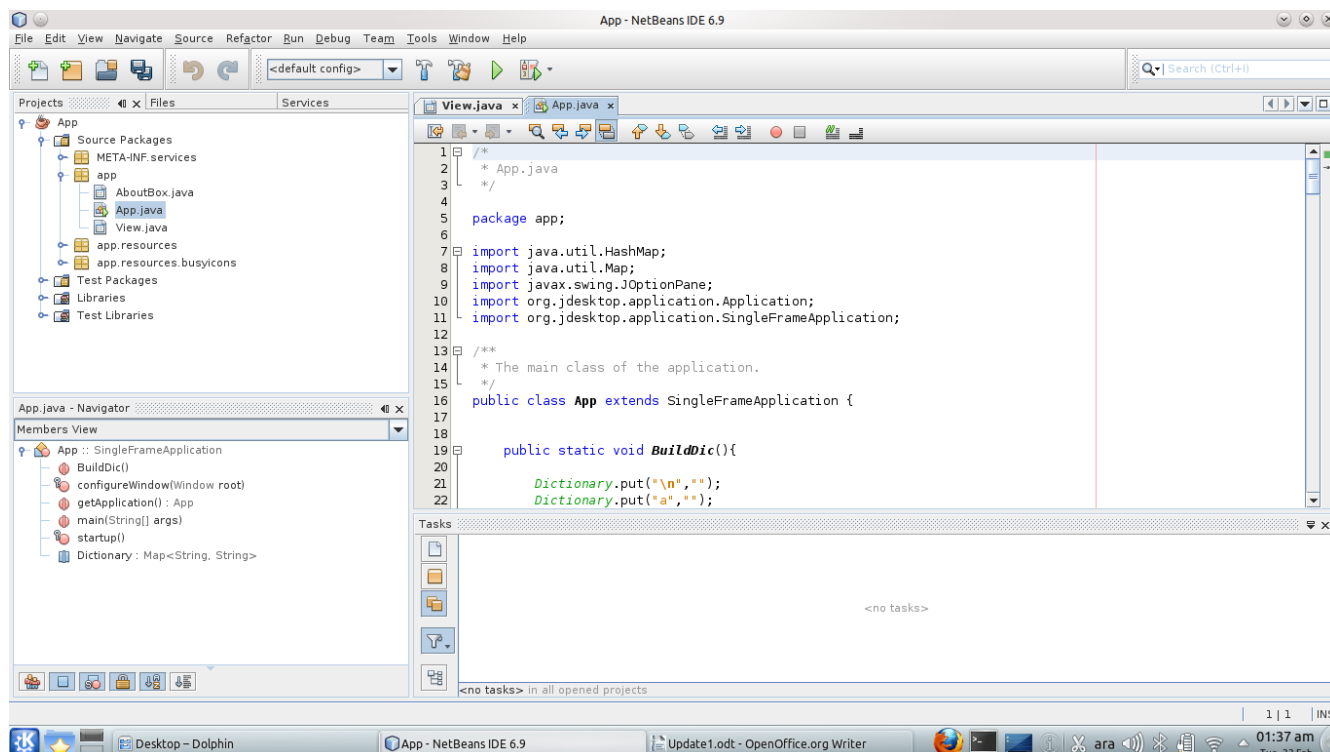 App - NetBeans IDE 6.9
File Edit View Navigate Source Refactor Run Debug Team Tools Window Help
<default config>
Search (Ctrl+I)
Projects Files Services
App
Source Packages
META-INF.services
app
AboutBox.java
App.java
View.java
app.resources
app.resources.busyicons
Test Packages
Libraries
Test Libraries
App.java - Navigator
Members View
App :: SingleFrameApplication
BuildDic()
configureWindow(Window root)
getApplication() : App
main(String[] args)
startup()
Dictionary : Map<String, String>
View.java App.java
1 /*
2 * App.java
3 */
4
5 package app;
6
7 import java.util.HashMap;
8 import java.util.Map;
9 import javax.swing.JOptionPane;
10 import org.jdesktop.application.Application;
11 import org.jdesktop.application.SingleFrameApplication;
12
13 /**
14 * The main class of the application.
15 */
16 public class App extends SingleFrameApplication {
17
18
19 public static void BuildDic(){
20
21 Dictionary.put("\n","");
22 Dictionary.put("a","");
Tasks
<no tasks>
<no tasks> in all opened projects
1 | 1 INS
Desktop – Dolphin
App - NetBeans IDE 6.9
Update1.odt - OpenOffice.org Writer
ara
01:37 am